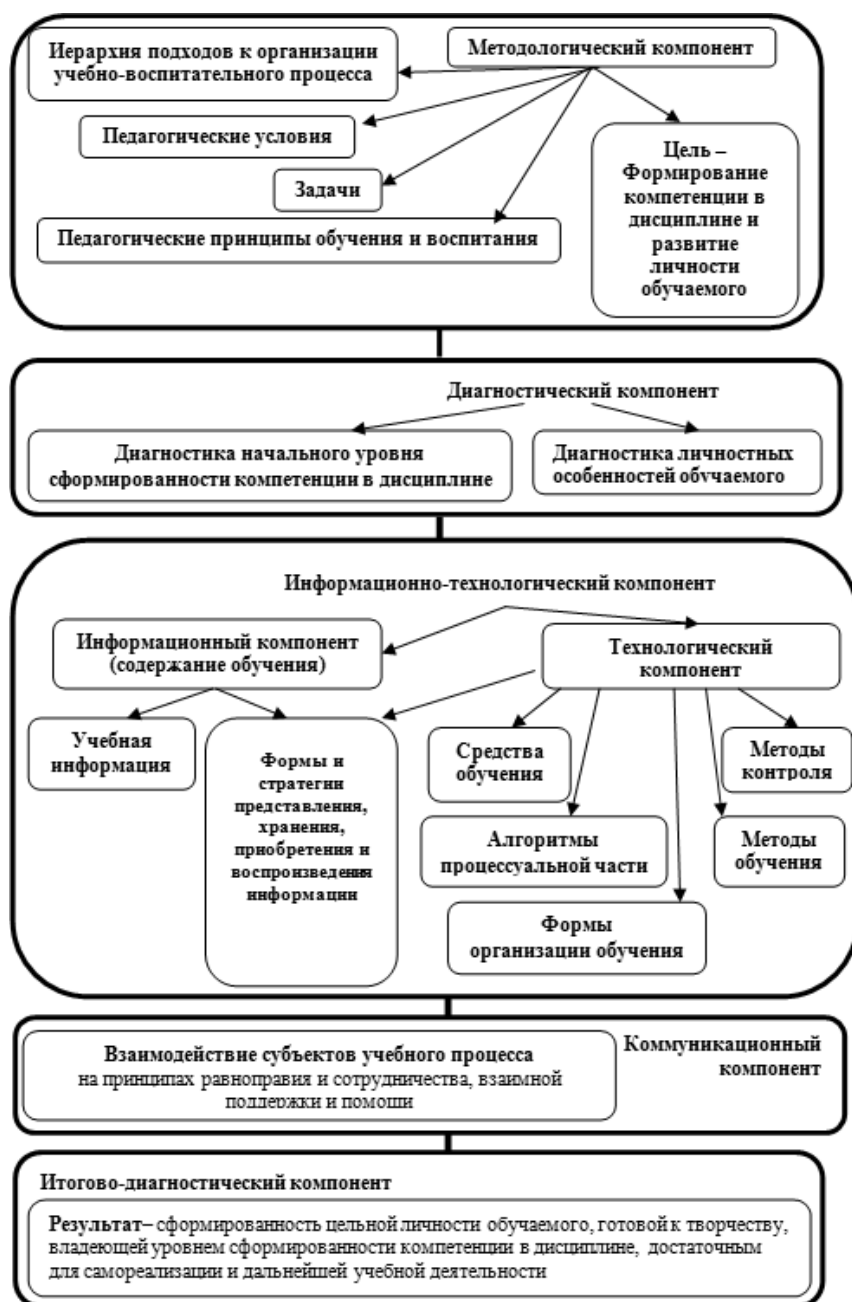 Иерархия подходов к организации
учебно-воспитательного процесса
Методологический компонент
Педагогические условия
Задачи
Педагогические принципы обучения и воспитания
Цель –
Формирование
компетенции в
дисциплине и
развитие
личности
обучаемого
Диагностический компонент
Диагностика начального уровня
сформированности компетенции в дисциплине
Диагностика личностных
особенностей обучаемого
Информационно-технологический компонент
Информационный компонент
(содержание обучения)
Технологический
компонент
Учебная
информация
Формы и
стратегии
представления,
хранения,
приобретения и
воспроизведения
информации
Средства
обучения
Методы
контроля
Алгоритмы
процессуальной части
Методы
обучения
Формы
организации обучения
Взаимодействие субъектов учебного процесса
на принципах равноправия и сотрудничества, взаимной
поддержки и помощи
Коммуникационный
компонент
Итогово-диагностический компонент
Результат– сформированность цельной личности обучаемого, готовой к творчеству,
владеющей уровнем сформированности компетенции в дисциплине, достаточным
для самореализации и дальнейшей учебной деятельности